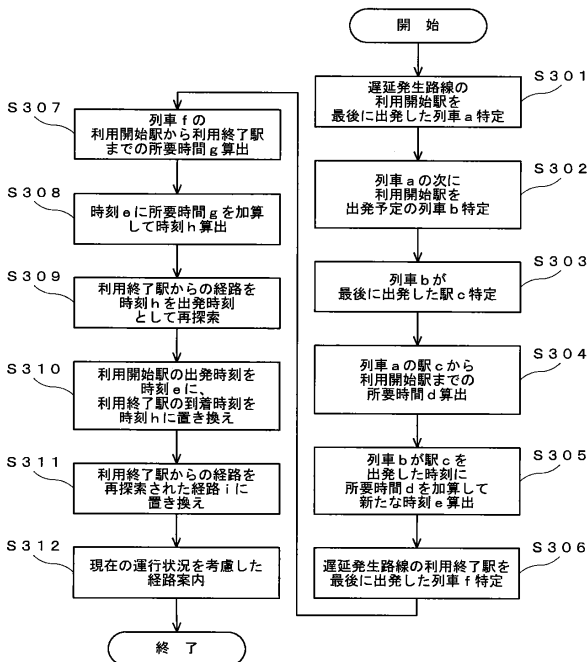 開始
S301
遅延発生路線の
利用開始駅を
最後に出発した列車a特定
S302
列車aの次に
利用開始駅を
出発予定の列車b特定
S303
列車bが
最後に出発した駅c特定
S304
列車aの駅cから
利用開始駅までの
所要時間d算出
S305
列車bが駅cを
出発した時刻に
所要時間dを加算して
新たな時刻e算出
S306
遅延発生路線の利用終了駅を
最後に出発した列車f特定
S307
列車fの
利用開始駅から利用終了駅
までの所要時間g算出
S308
時刻eに所要時間gを加算
して時刻h算出
S309
利用終了駅からの経路を
時刻hを出発時刻
として再探索
S310
利用開始駅の出発時刻を
時刻eに、
利用終了駅の到着時刻を
時刻hに置き換え
S311
利用終了駅からの経路を
再探索された経路iに
置き換え
S312
現在の運行状況を考慮した
経路案内
終了